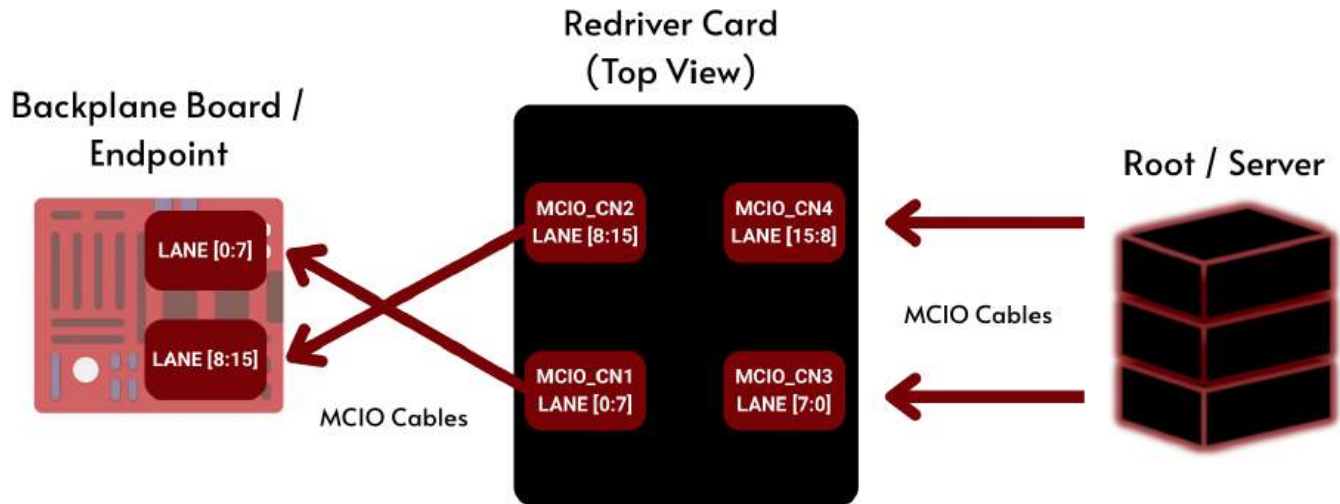 Redriver Card
(Top View)
Backplane Board /
Endpoint
Root / Server
MCIO_CN2
LANE [8:15]
MCIO_CN4
LANE [15:8]
LANE [0:7]
LANE [8:15]
MCIO Cables
MCIO_CN1
LANE [0:7]
MCIO_CN3
LANE [7:0]
MCIO Cables